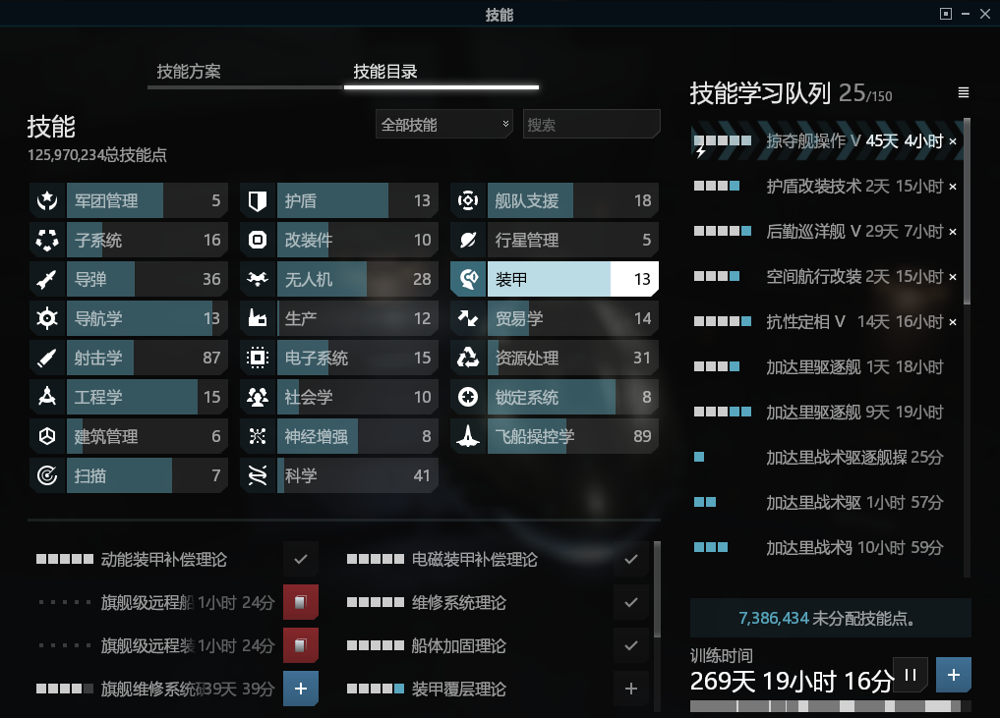 技能
技能方案
技能目录
技能
125,970,234总技能点
全部技能
搜索
军团管理 5
护盾 13
舰队支援 18
子系统 16
改装件 10
行星管理 5
导弹 36
无人机 28
装甲 13
导航学 13
生产 12
贸易学 14
射击学 87
电子系统 15
资源处理 31
工程学 15
社会学 10
锁定系统 8
建筑管理 6
神经增强 8
飞船操控学 89
扫描 7
科学 41
动能装甲补偿理论
电磁装甲补偿理论
旗舰级远程船 1小时 24分
维修系统理论
旗舰级远程装 1小时 24分
船体加固理论
旗舰维修系统 39天 39分
装甲覆层理论
技能学习队列 25/150
掠夺舰操作 V 45天 4小时
护盾改装技术 2天 15小时
后勤巡洋舰 V 29天 7小时
空间航行改装 2天 15小时
抗性定相 V 14天 16小时
加达里驱逐舰 1天 18小时
加达里驱逐舰 9天 19小时
加达里战术驱逐舰操 25分
加达里战术驱 1小时 57分
加达里战术 10小时 59分
7,386,434 未分配技能点。
训练时间
269天 19小时 16分